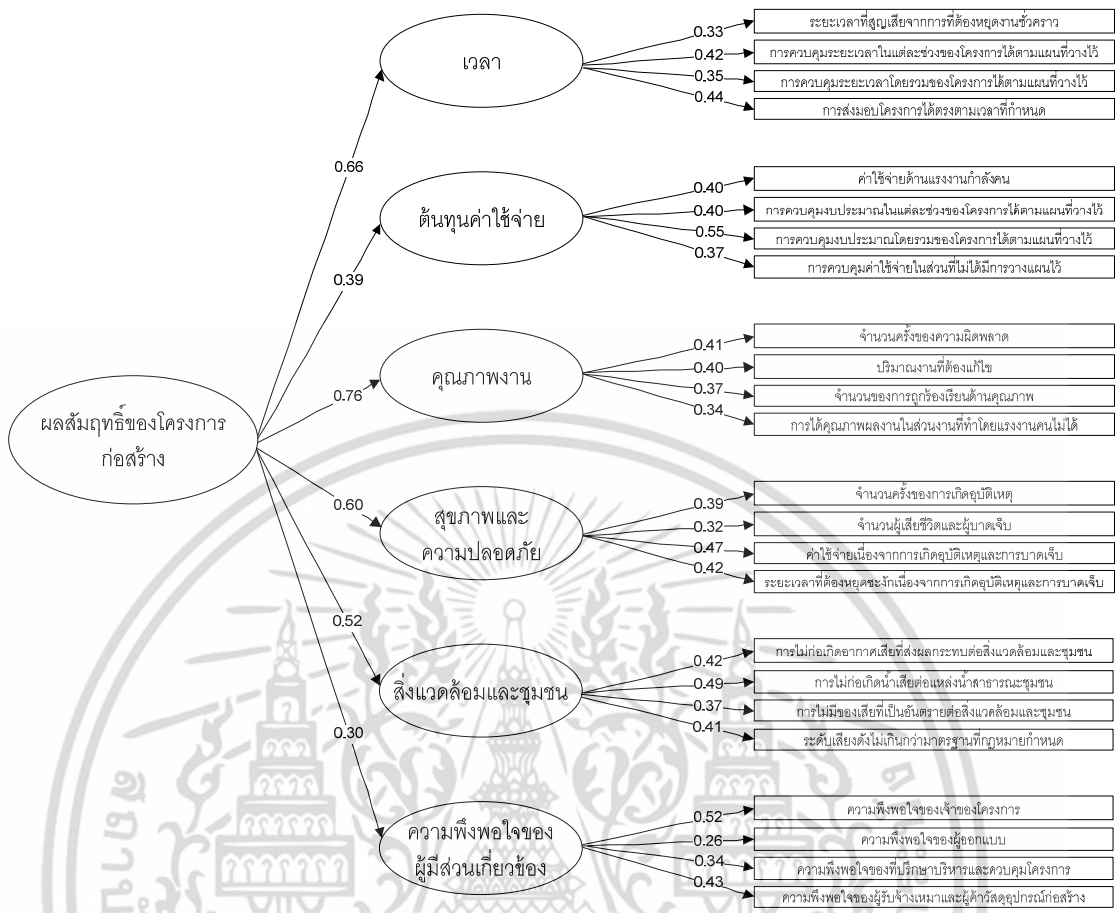 ระยะเวลาที่สูญเสียจากการที่ต้องหยุดงานชั่วคราว
0.33
0.42
การควบคุมระยะเวลาในแต่ละช่วงของโครงการได้ตามแผนที่วางไว้
เวลา
0.35
การควบคุมระยะเวลาโดยรวมของโครงการได้ตามแผนที่วางไว้
0.44
การส่งมอบโครงการได้ตรงตามเวลาที่กำหนด
0.66
0.40
ค่าใช้จ่ายด้านแรงงานกำลังคน
0.40
การควบคุมงบประมาณในแต่ละช่วงของโครงการได้ตามแผนที่วางไว้
ต้นทุนค่าใช้จ่าย
0.55
การควบคุมงบประมาณโดยรวมของโครงการได้ตามแผนที่วางไว้
0.37
การควบคุมค่าใช้จ่ายในส่วนที่ไม่ได้มีการวางแผนไว้
0.39
0.41
จำนวนครั้งของความผิดพลาด
0.40
ปริมาณงานที่ต้องแก้ไข
คุณภาพงาน
0.37
จำนวนของการถูกร้องเรียนด้านคุณภาพ
0.34
การได้คุณภาพผลงานในส่วนงานที่ทำโดยแรงงานคนไม่ได้
0.76
ผลสัมฤทธิ์ของโครงการ
ก่อสร้าง
0.60
0.39
จำนวนครั้งของการเกิดอุบัติเหตุ
0.32
จำนวนผู้เสียชีวิตและผู้บาดเจ็บ
สุขภาพและ
ความปลอดภัย
0.47
ค่าใช้จ่ายเนื่องจากการเกิดอุบัติเหตุและการบาดเจ็บ
0.42
ระยะเวลาที่ต้องหยุดชะงักเนื่องจากการเกิดอุบัติเหตุและการบาดเจ็บ
0.52
0.42
การไม่ก่อเกิดอากาศเสียที่ส่งผลกระทบต่อสิ่งแวดล้อมและชุมชน
0.49
การไม่ก่อเกิดน้ำเสียต่อแหล่งน้ำสาธารณะชุมชน
สิ่งแวดล้อมและชุมชน
0.37
การไม่มีของเสียที่เป็นอันตรายต่อสิ่งแวดล้อมและชุมชน
0.41
ระดับเสียงดังไม่เกินกว่ามาตรฐานที่กฎหมายกำหนด
0.30
0.52
ความพึงพอใจของเจ้าของโครงการ
0.26
ความพึงพอใจของผู้ออกแบบ
ความพึงพอใจของ
ผู้มีส่วนเกี่ยวข้อง
0.34
ความพึงพอใจของที่ปรึกษาบริหารและควบคุมโครงการ
0.43
ความพึงพอใจของผู้รับจ้างเหมาและผู้ค้าวัสดุอุปกรณ์ก่อสร้าง